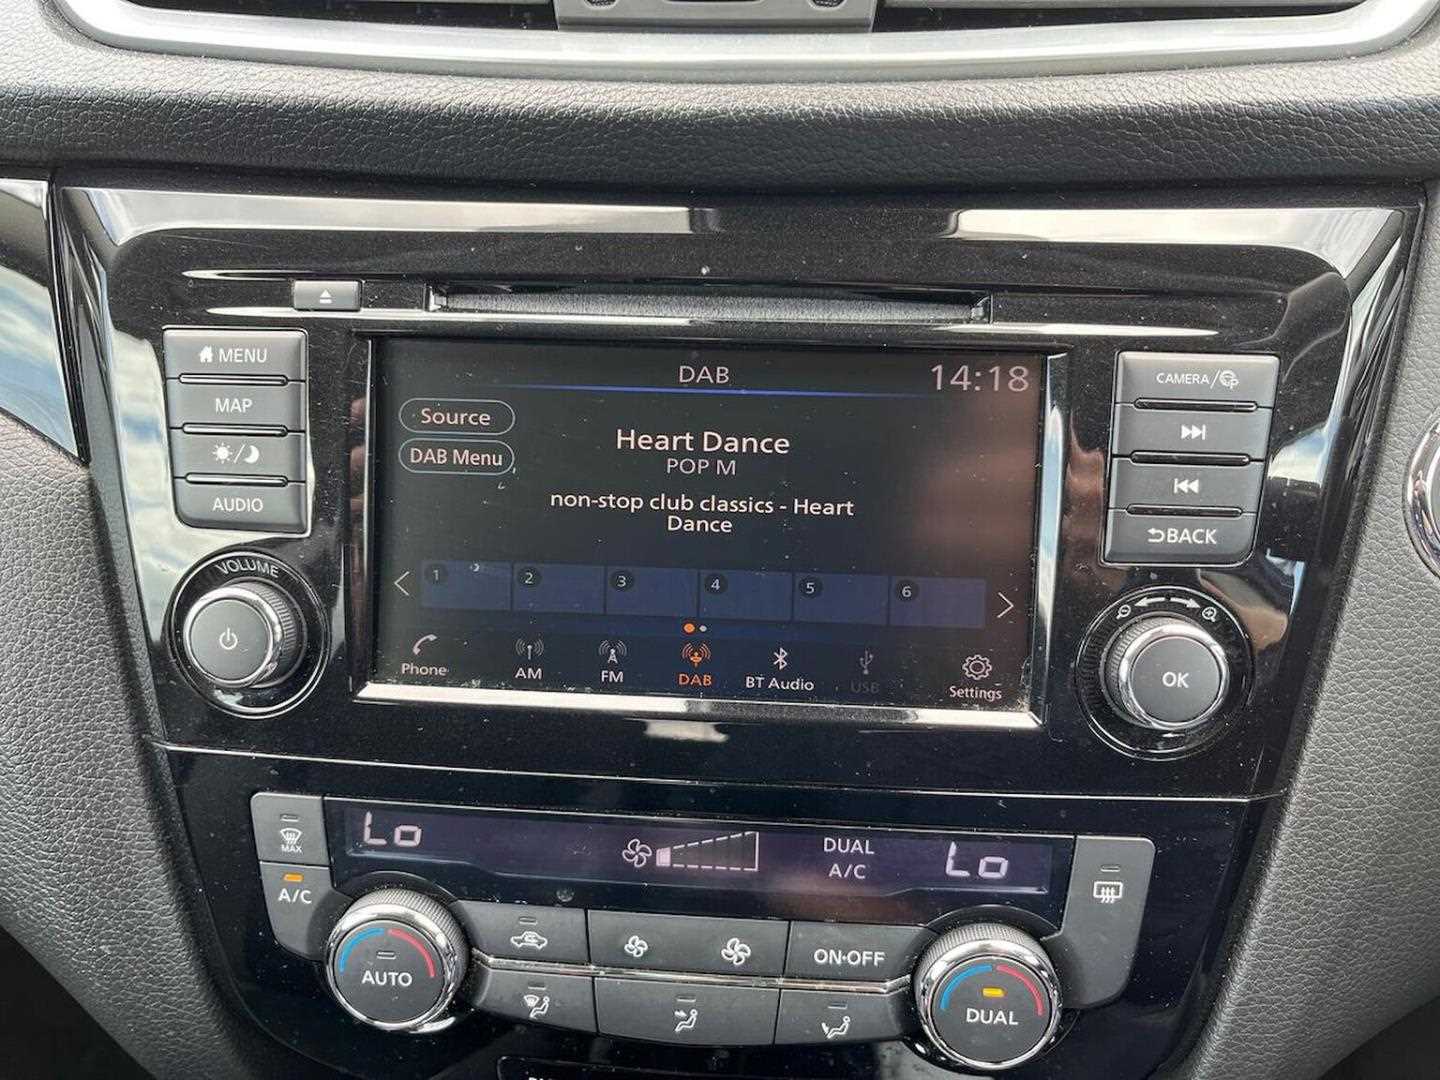 MENU
MAP
AUDIO
VOLUME
DAB
14:18
Source
DAB Menu
Heart Dance
POP M
non-stop club classics - Heart
Dance
1
2
3
4
5
6
Phone
AM
FM
DAB
BT Audio
USB
Settings
CAMERA/
BACK
OK
Lo
DUAL
A/C
Lo
MAX
A/C
AUTO
ON·OFF
DUAL